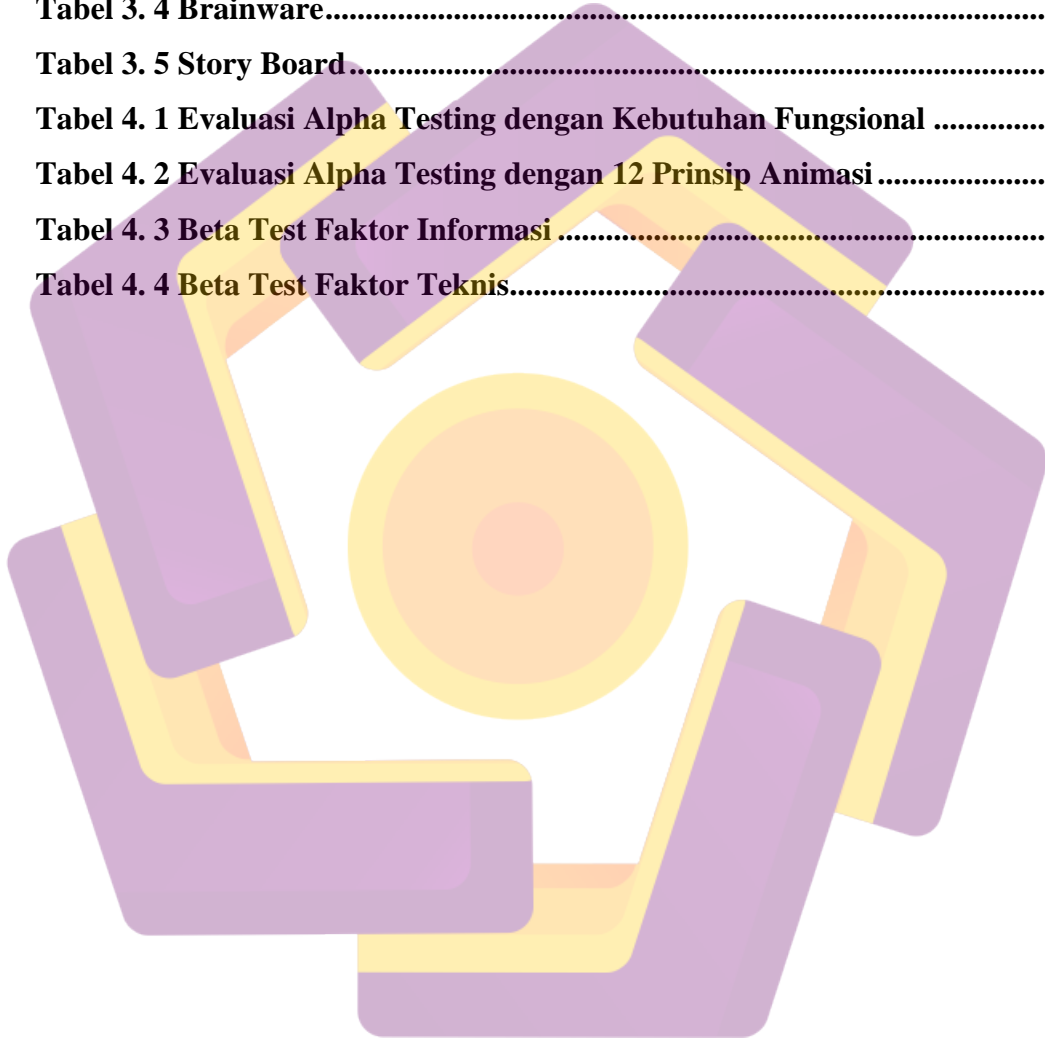 Tabel 3. 4 Brainware...........................................................................................................
Tabel 3. 5 Story Board.......................................................................................................
Tabel 4. 1 Evaluasi Alpha Testing dengan Kebutuhan Fungsional ................
Tabel 4. 2 Evaluasi Alpha Testing dengan 12 Prinsip Animasi........................
Tabel 4. 3 Beta Test Faktor Informasi.......................................................................
Tabel 4. 4 Beta Test Faktor Teknis..............................................................................